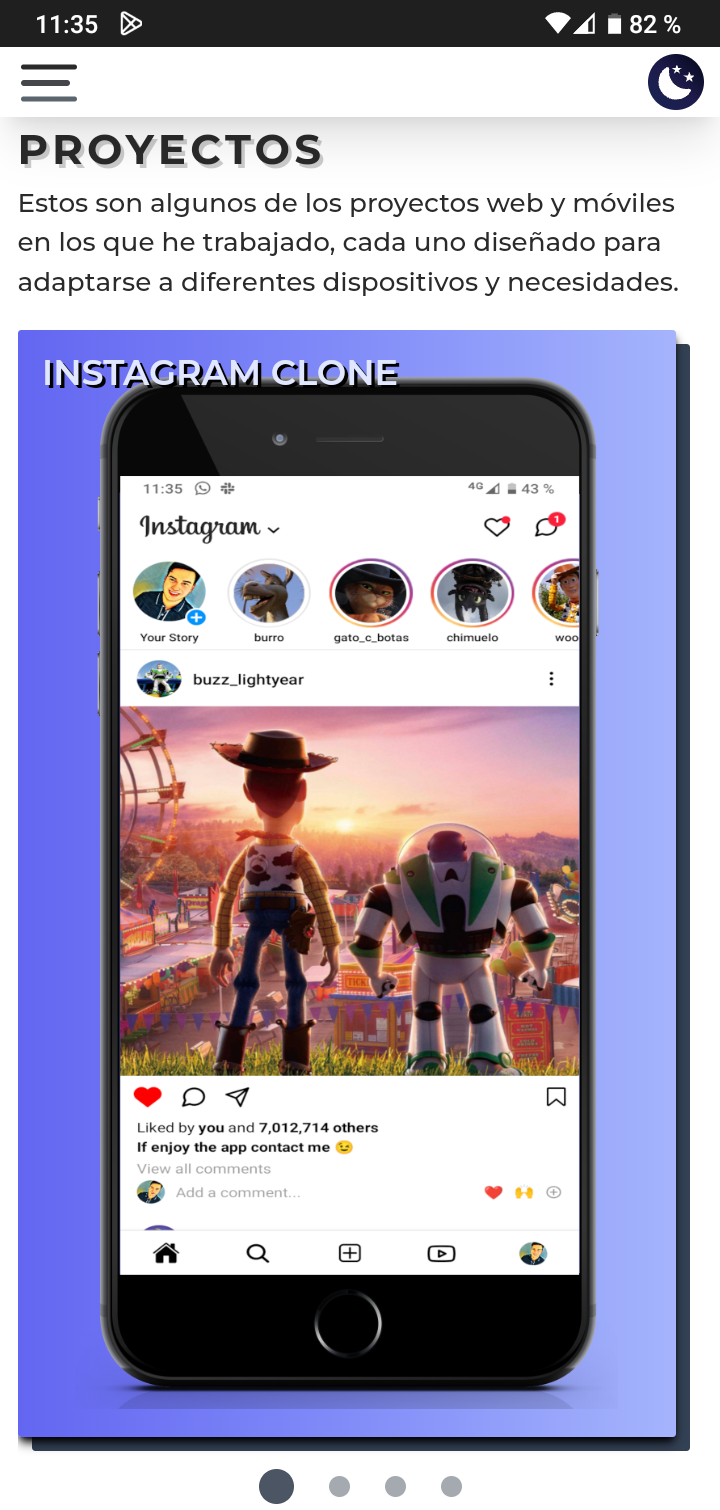 11:35 82 %
PROYECTOS
Estos son algunos de los proyectos web y móviles
en los que he trabajado, cada uno diseñado para
adaptarse a diferentes dispositivos y necesidades.
INSTAGRAM CLONE
11:35 4G 43 %
Instagram 1
Your Story burro gato_c_botas chimuelo woo
buzz_lightyear
Liked by you and 7,012,714 others
If enjoy the app contact me 😉
View all comments
Add a comment...